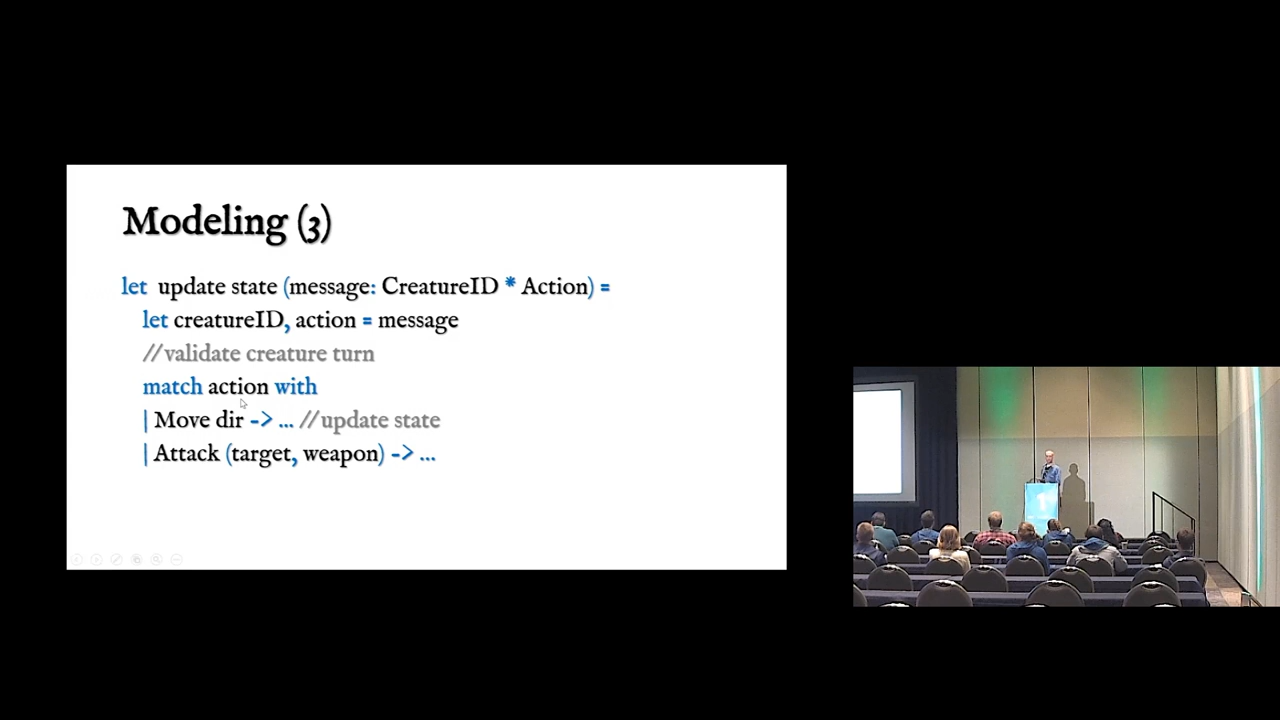 Modeling (3)
let update state (message: CreatureID * Action) =
let creatureID, action = message
//validate creature turn
match action with
| Move dir -> ... //update state
| Attack (target, weapon) -> ...